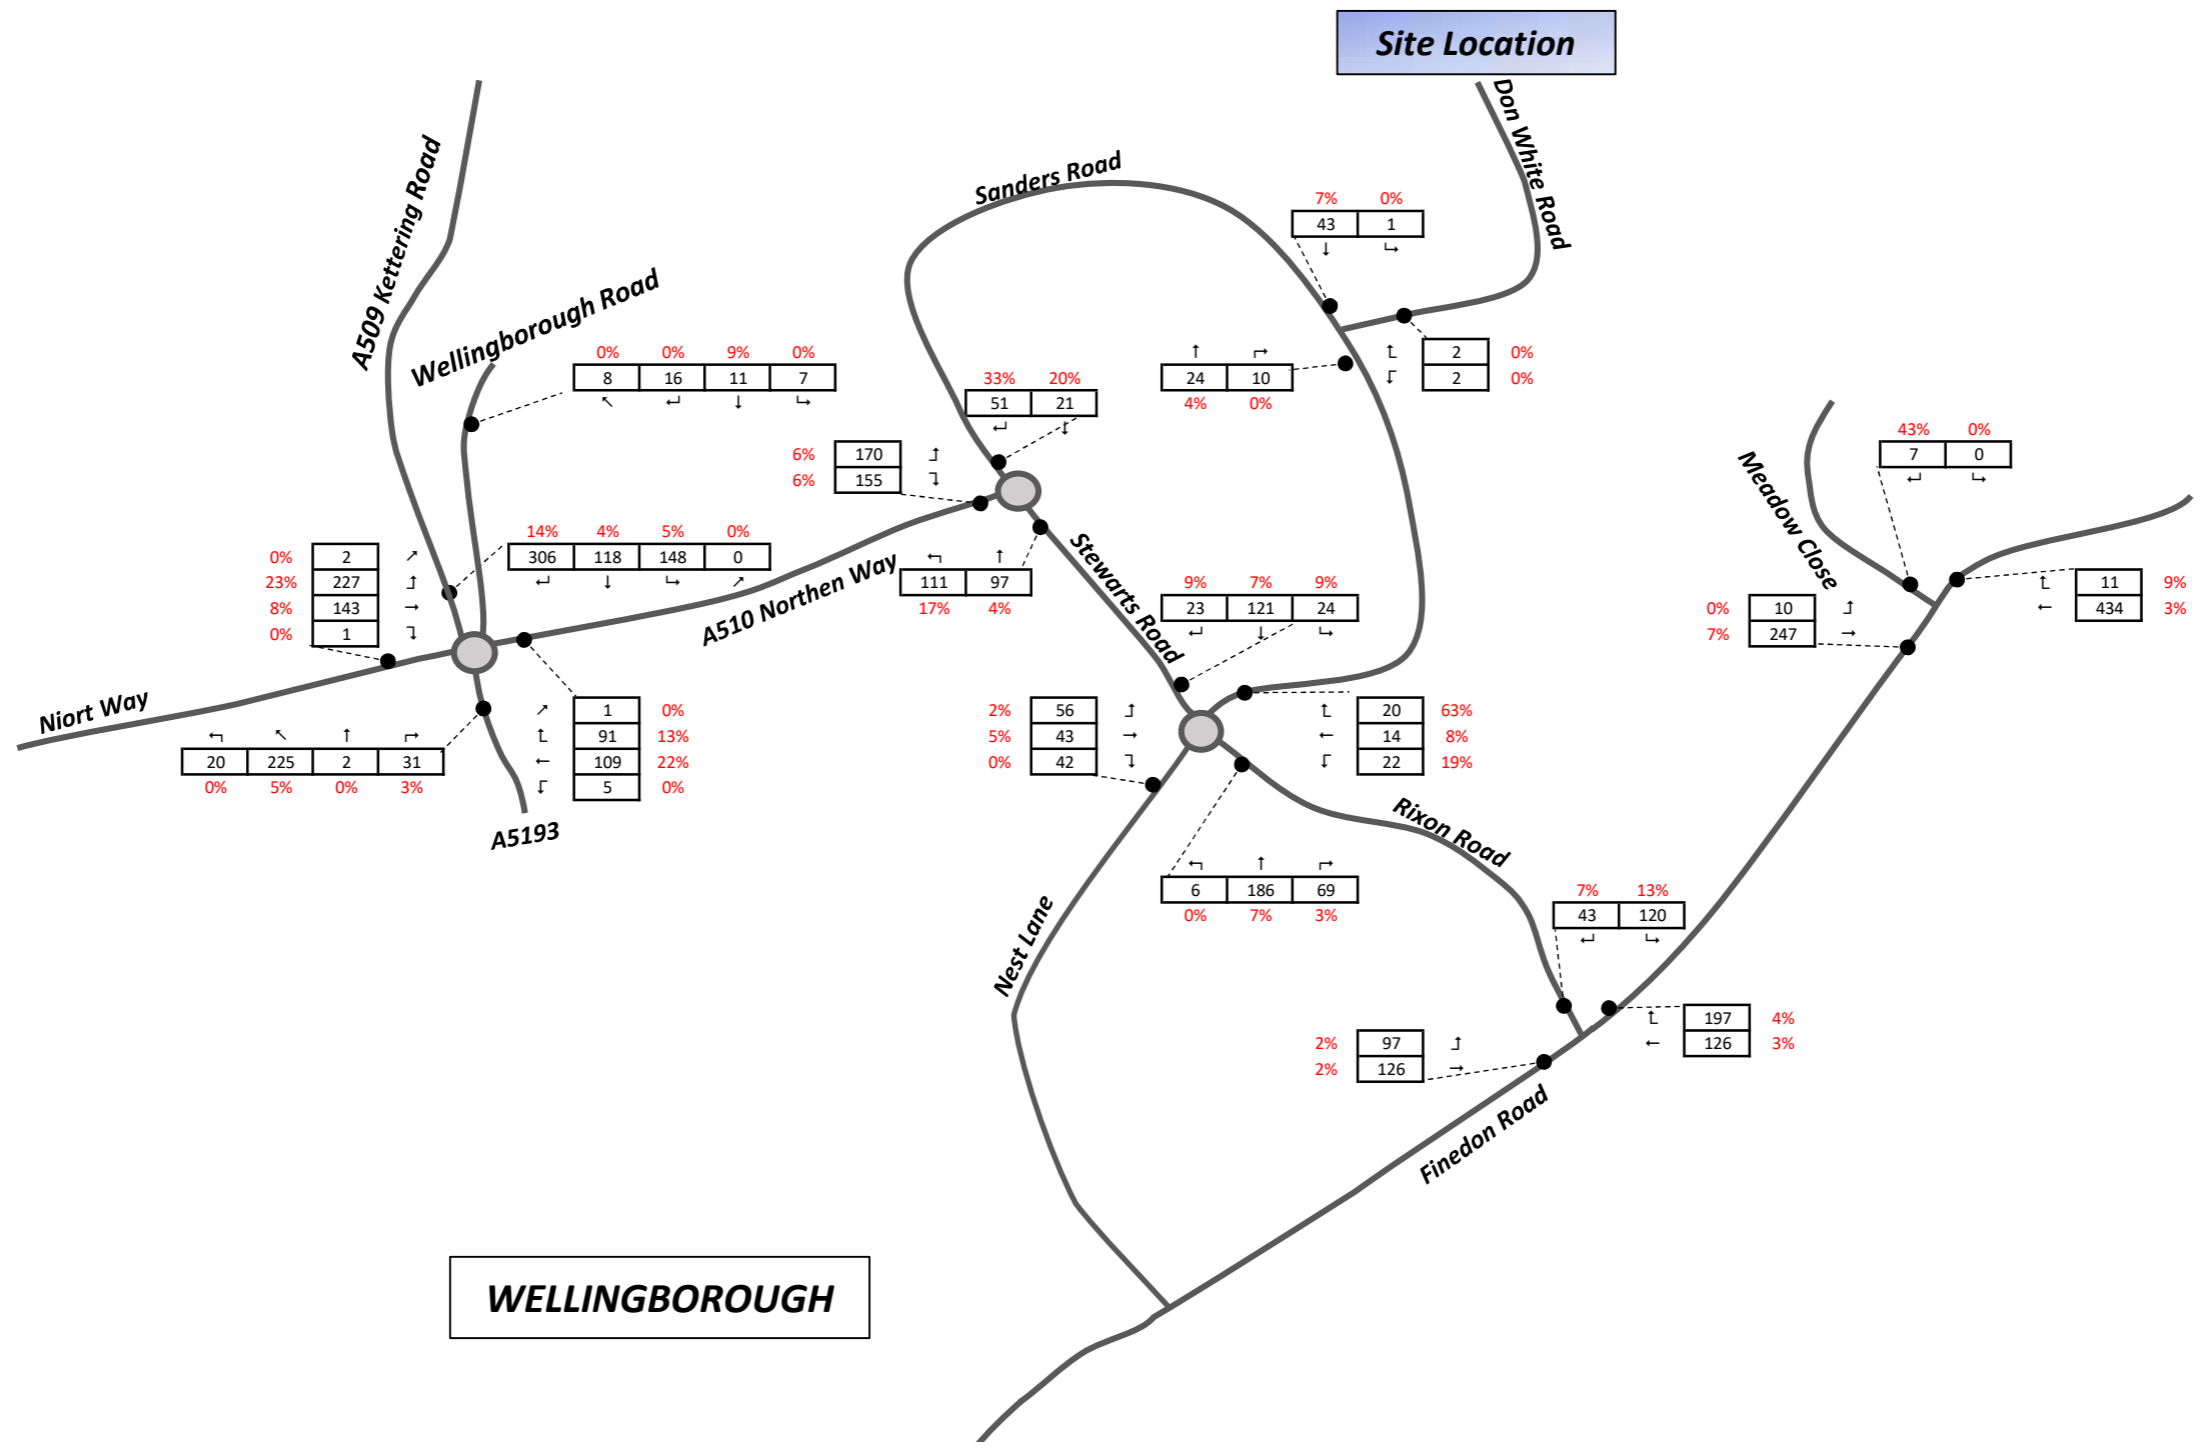 Site Location
Don White Road
A509 Kettering Road
Sanders Road
7% 0%
43 1
↓ ↳
Wellingborough Road
0% 0% 9% 0%
8 16 11 7
↖ ↵ ↓ ↳
↑ ↱
24 10
4% 0%
↥ 2 0%
↧ 2 0%
33% 20%
51 21
↵ ↓
6% 170
6% 155
43% 0%
7 0
↵ ↳
Meadow Close
14% 4% 5% 0%
306 118 148 0
↵ ↓ ↳ ↗
0% 2 ↗
23% 227
8% 143 →
0% 1
A510 Northen Way
↰ ↑
111 97
17% 4%
Stewarts Road
9% 7% 9%
23 121 24
↵ ↓ ↳
0% 10
7% 247 →
11 9%
← 434 3%
Niort Way
↰ ↖ ↑ ↱
20 225 2 31
0% 5% 0% 3%
↗ 1 0%
91 13%
← 109 22%
5 0%
A5193
2% 56
5% 43 →
0% 42
20 63%
← 14 8%
22 19%
Rixon Road
↰ ↑ ↱
6 186 69
0% 7% 3%
Nest Lane
7% 13%
43 120
↵ ↳
197 4%
← 126 3%
2% 97
2% 126 →
Finedon Road
WELLINGBOROUGH